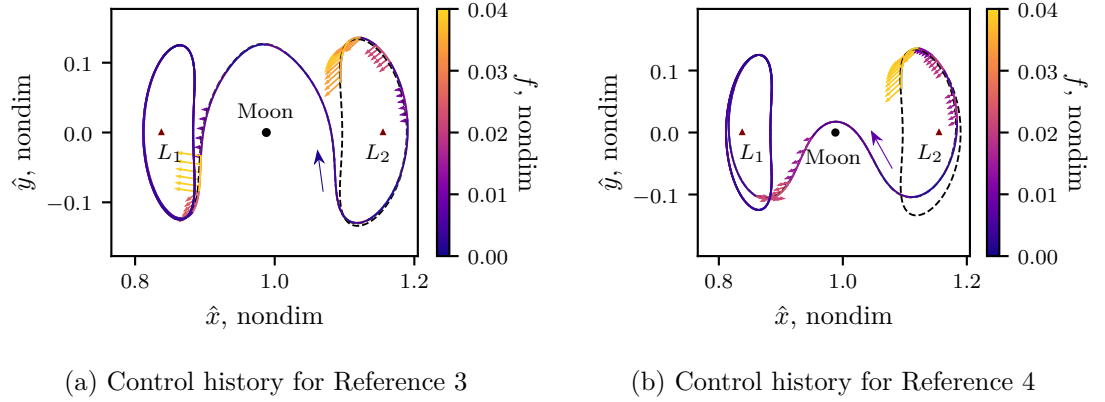 0.1
0.0
−0.1
ŷ, nondim
0.8
1.0
1.2
x̂, nondim
Moon
L₁
L₂
0.04
0.03
0.02
0.01
0.00
f, nondim
(a) Control history for Reference 3
0.1
0.0
−0.1
ŷ, nondim
0.8
1.0
1.2
x̂, nondim
L₁
Moon
L₂
0.04
0.03
0.02
0.01
0.00
f, nondim
(b) Control history for Reference 4